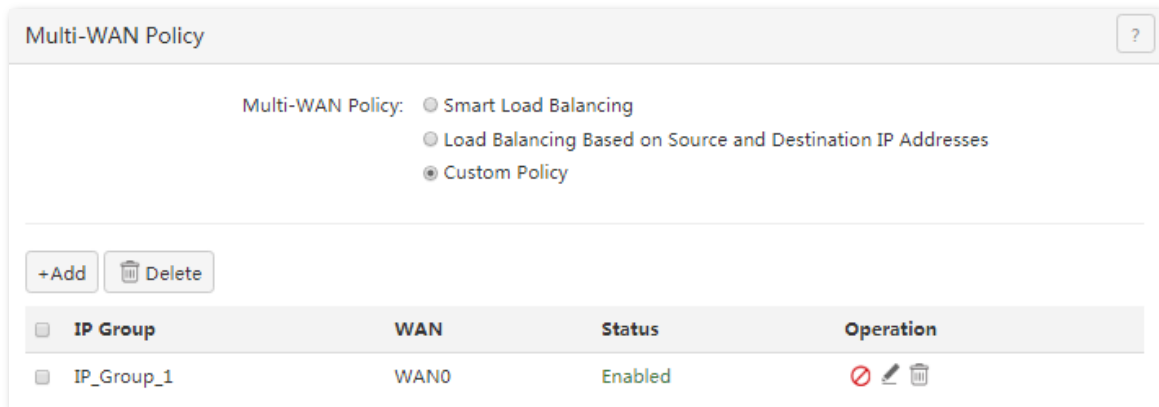 Multi-WAN Policy ?
Multi-WAN Policy: Smart Load Balancing
Load Balancing Based on Source and Destination IP Addresses
Custom Policy
+Add Delete
IP Group WAN Status Operation
IP_Group_1 WAN0 Enabled